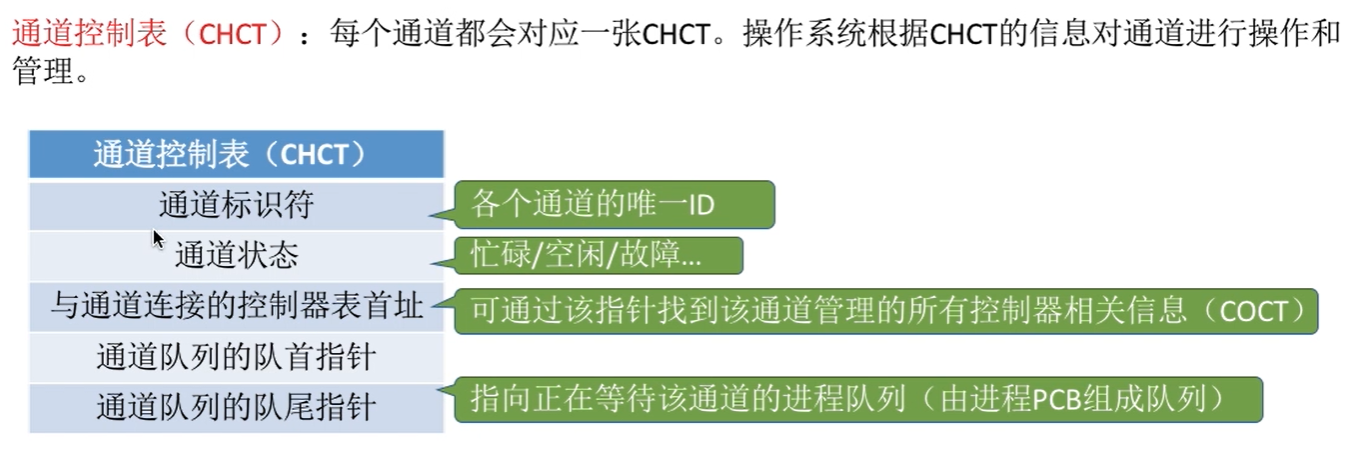 通道控制表（CHCT）：每个通道都会对应一张CHCT。操作系统根据CHCT的信息对通道进行操作和
管理。
通道控制表（CHCT）
通道标识符
各个通道的唯一ID
通道状态
忙碌/空闲/故障...
与通道连接的控制器表首址
可通过该指针找到该通道管理的所有控制器相关信息（COCT）
通道队列的队首指针
通道队列的队尾指针
指向正在等待该通道的进程队列（由进程PCB组成队列）